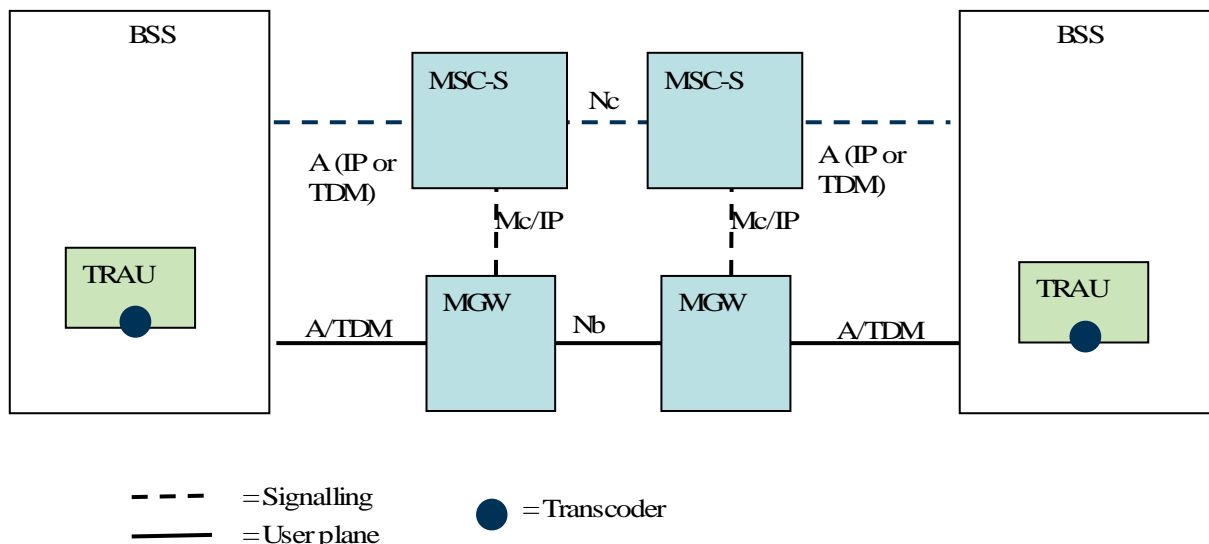 BSS
BSS
MSC-S
MSC-S
Nc
A (IP or
TDM)
A (IP or
TDM)
Mc/IP
Mc/IP
TRAU
TRAU
MGW
MGW
A/TDM
Nb
A/TDM
= Signalling
= User plane
= Transcoder